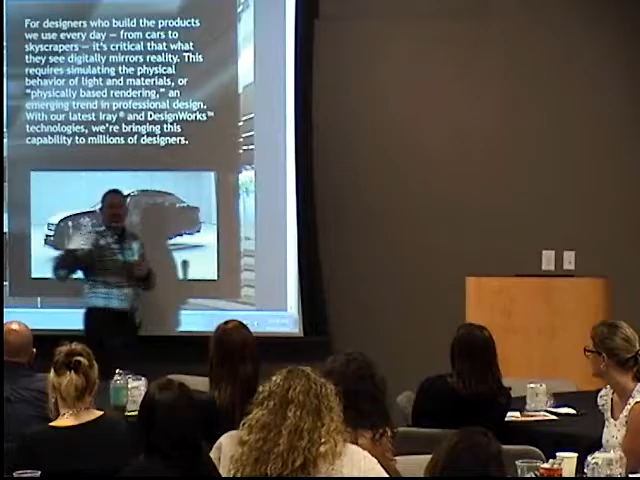 For designers who build the products
we use every day — from cars to
skyscrapers — it's critical that what
they see digitally mirrors reality. This
requires simulating the physical
behavior of light and materials, or
"physically based rendering," an
emerging trend in professional design.
With our latest Iray® and DesignWorks™
technologies, we're bringing this
capability to millions of designers.